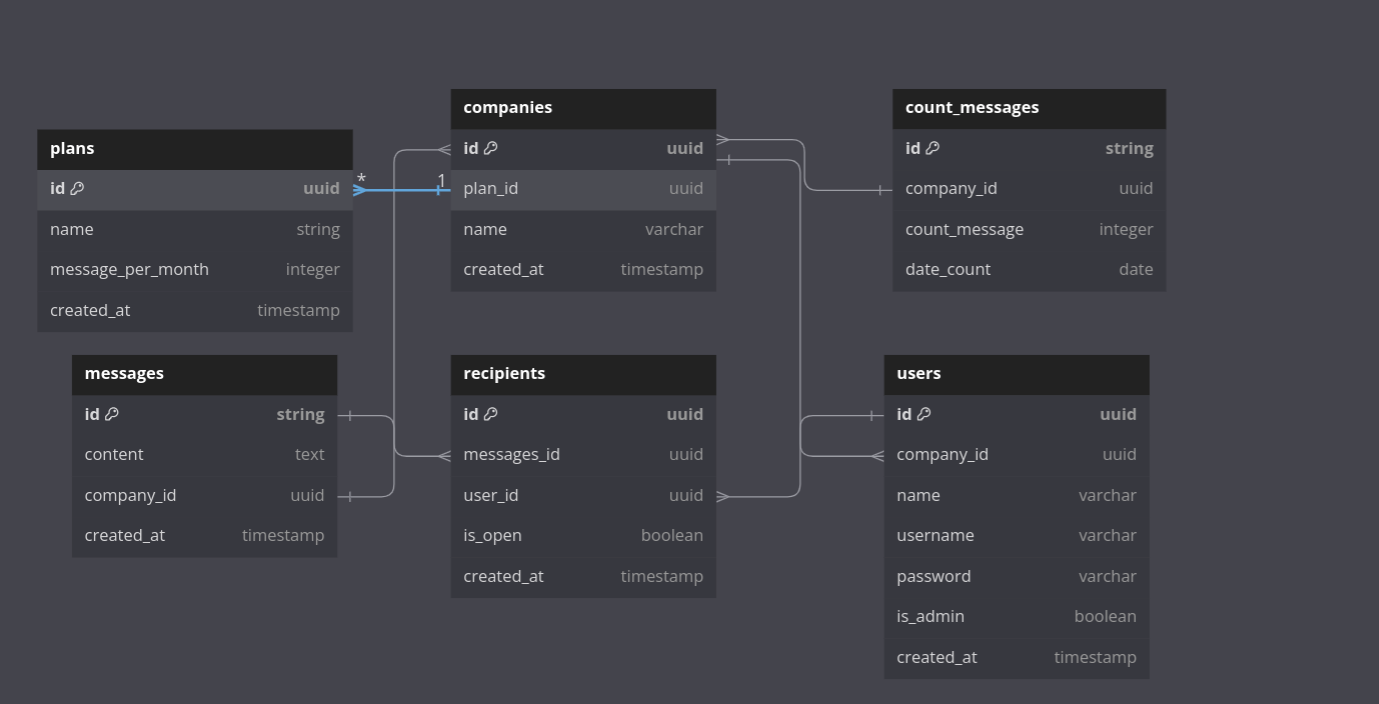 plans
id uuid
name string
message_per_month integer
created_at timestamp
* 1
companies
id uuid
plan_id uuid
name varchar
created_at timestamp
count_messages
id string
company_id uuid
count_message integer
date_count date
messages
id string
content text
company_id uuid
created_at timestamp
recipients
id uuid
messages_id uuid
user_id uuid
is_open boolean
created_at timestamp
users
id uuid
company_id uuid
name varchar
username varchar
password varchar
is_admin boolean
created_at timestamp